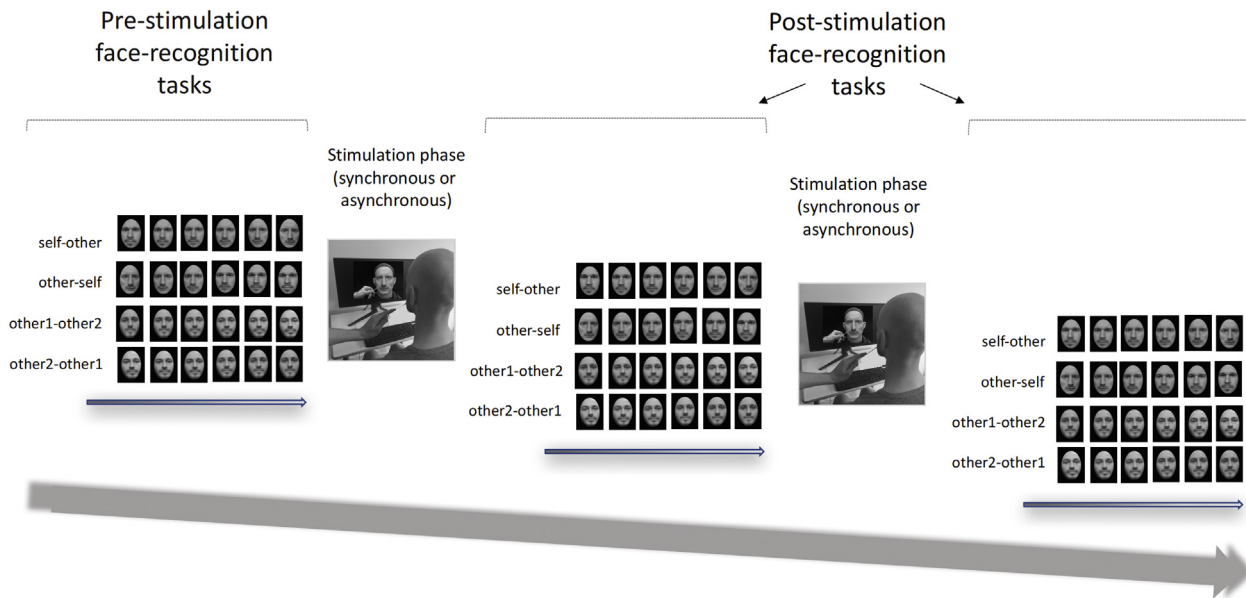 Pre-stimulation
face-recognition
tasks
Post-stimulation
face-recognition
tasks
Stimulation phase
(synchronous or
asynchronous)
Stimulation phase
(synchronous or
asynchronous)
self-other
other-self
other1-other2
other2-other1
self-other
other-self
other1-other2
other2-other1
self-other
other-self
other1-other2
other2-other1